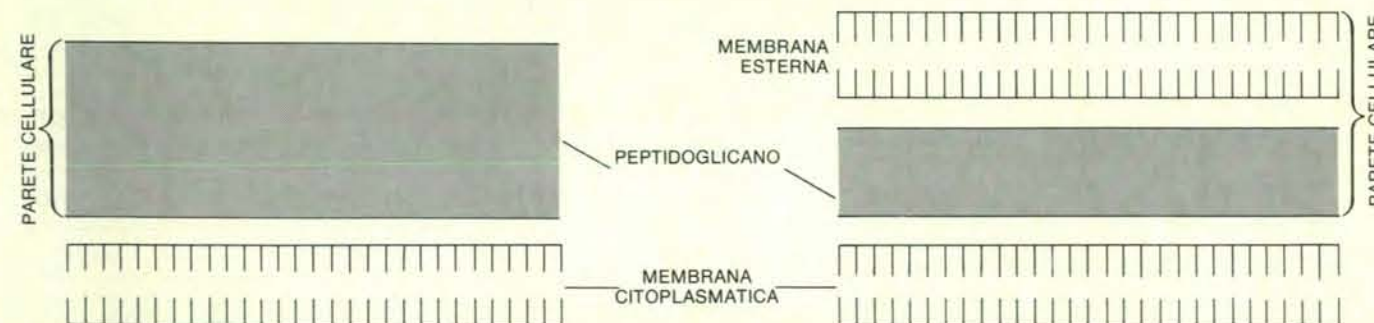 PARETE CELLULARE
MEMBRANA
ESTERNA
PEPTIDOGLICANO
MEMBRANA
CITOPLASMATICA
PARETE CELLULARE